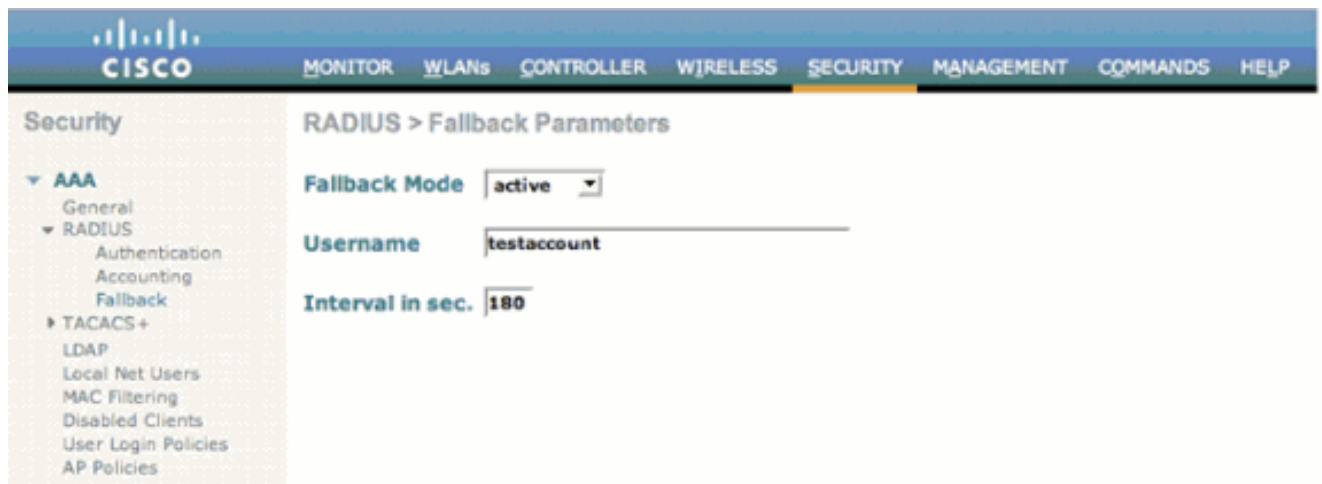 CISCO
MONITOR WLANs CONTROLLER WIRELESS SECURITY MANAGEMENT COMMANDS HELP
Security
AAA
General
RADIUS
Authentication
Accounting
Fallback
TACACS+
LDAP
Local Net Users
MAC Filtering
Disabled Clients
User Login Policies
AP Policies
RADIUS > Fallback Parameters
Fallback Mode active
Username testaccount
Interval in sec. 180